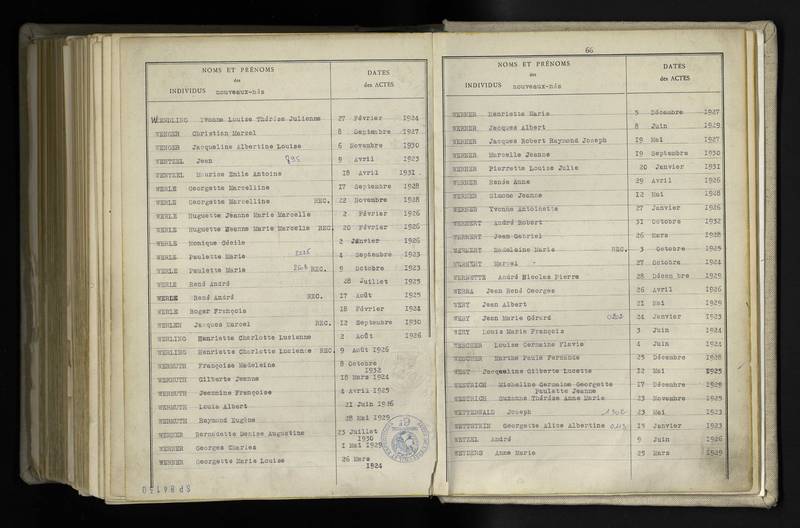 NOMS ET PRÉNOMS
des
INDIVIDUS nouveaux-nés
DATES
des ACTES
WENDLING Yvonne Louise Thérèse Julienne 27 Février 1924
WENGER Christian Marcel 8 Septembre 1927
WENGER Jacqueline Albertine Louise 6 Novembre 1930
WENTZEL Jean 9 Avril 1923
WENTZEL Maurice Emile Antoine 18 Avril 1931
WERLE Georgette Marcelline 17 Septembre 1928
WERLE Georgette Marcelline REC. 22 Novembre 1928
WERLE Huguette Jeanne Marie Marcelle 2 Février 1926
WERLE Huguette Jeanne Marie Marcelle REC. 20 Février 1926
WERLE Monique Cécile 2 Janvier 1926
WERLE Paulette Marie 4 Septembre 1923
WERLE Paulette Marie REC. 9 Octobre 1923
WERLE René André 28 Juillet 1925
WERLE René André REC. 17 Août 1925
WERLE Roger François 18 Février 1924
WERLEN Jacques Marcel REC. 12 Septembre 1930
WERLING Henriette Charlotte Lucienne 2 Août 1926
WERLING Henriette Charlotte Lucienne REC. 9 Août 1926
WERMUTH Françoise Madeleine 8 Octobre
1932
WERMUTH Gilberte Jeanne 18 Mars 1924
WERMUTH Jeannine Françoise 4 Avril 1925
WERMUTH Louis Albert 21 Juin 1926
WERMUTH Raymond Eugène 28 Mai 1929
WERNER Bernadette Denise Augustine 23 Juillet
1930
WERNER Georges Charles 1 Mai 1929
WERNER Georgette Marie Louise 26 Mars
1924
66
NOMS ET PRÉNOMS
des
INDIVIDUS nouveaux-nés
DATES
des ACTES
WERNER Henriette Marie 5 Décembre 1927
WERNER Jacques Albert 8 Juin 1929
WERNER Jacques Robert Raymond Joseph 19 Mai 1927
WERNER Marcelle Jeanne 19 Septembre 1930
WERNER Pierrette Louise Julie 20 Janvier 1931
WERNER Renée Anne 29 Avril 1926
WERNER Simone Jeanne 12 Mai 1928
WERNER Yvonne Antoinette 27 Janvier 1926
WERNERT André Robert 31 Octobre 1932
WERNERT Jean Gabriel 26 Mars 1928
WERNERT Madeleine Marie REC. 3 Octobre 1925
WERNERT Marcel 27 Octobre 1924
WERNETTE André Nicolas Pierre 28 Décembre 1929
WERRA Jean René Georges 26 Avril 1926
WERY Jean Albert 21 Mai 1929
WERY Jean Marie Gérard 24 Janvier 1923
WERY Louis Marie François 3 Juin 1924
WESCHER Louise Germaine Flavie 4 Juin 1924
WESCHER Marthe Paule Fernande 25 Décembre 1928
WEST Jacqueline Gilberte Lucette 12 Mai 1925
WESTRICH Micheline Germaine Georgette 17 Décembre 1929
Paulette Jeanne
WESTRICH Suzanne Thérèse Anne Marie 23 Novembre 1925
WETTERWALD Joseph 23 Mai 1923
WETTSTEIN Georgette Alice Albertine 15 Janvier 1923
WETZEL André 9 Juin 1926
WEYDERS Anne Marie 25 Mars 1929